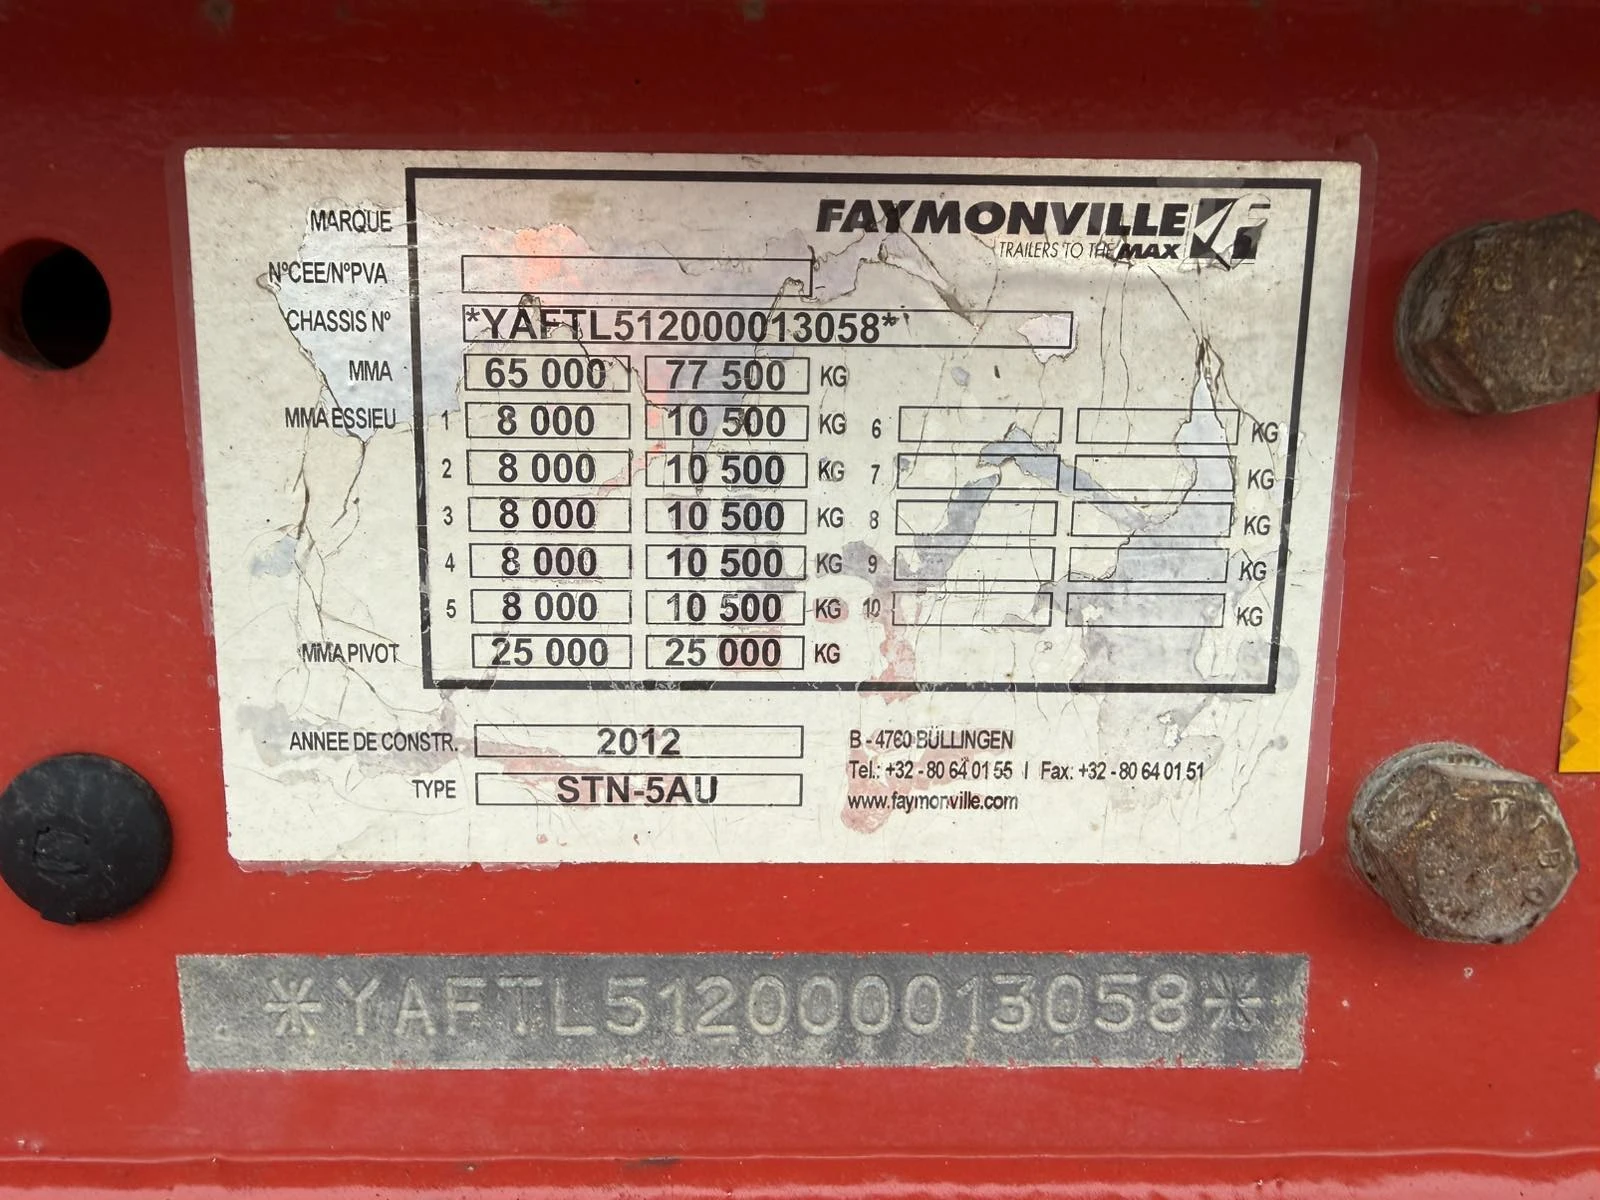 MARQUE FAYMONVILLE
TRAILERS TO THE MAX
N°CEE/N°PVA
CHASSIS N° *YAFTL512000013058*
MMA 65 000 77 500 KG
MMA ESSIEU 1 8 000 10 500 KG 6 KG
2 8 000 10 500 KG 7 KG
3 8 000 10 500 KG 8 KG
4 8 000 10 500 KG 9 KG
5 8 000 10 500 KG 10 KG
MMA PIVOT 25 000 25 000 KG
ANNEE DE CONSTR. 2012 B - 4760 BÜLLINGEN
Tel.: +32 - 80 64 01 55 I Fax: +32 - 80 64 01 51
TYPE STN-5AU www.faymonville.com
*YAFTL512000013058*